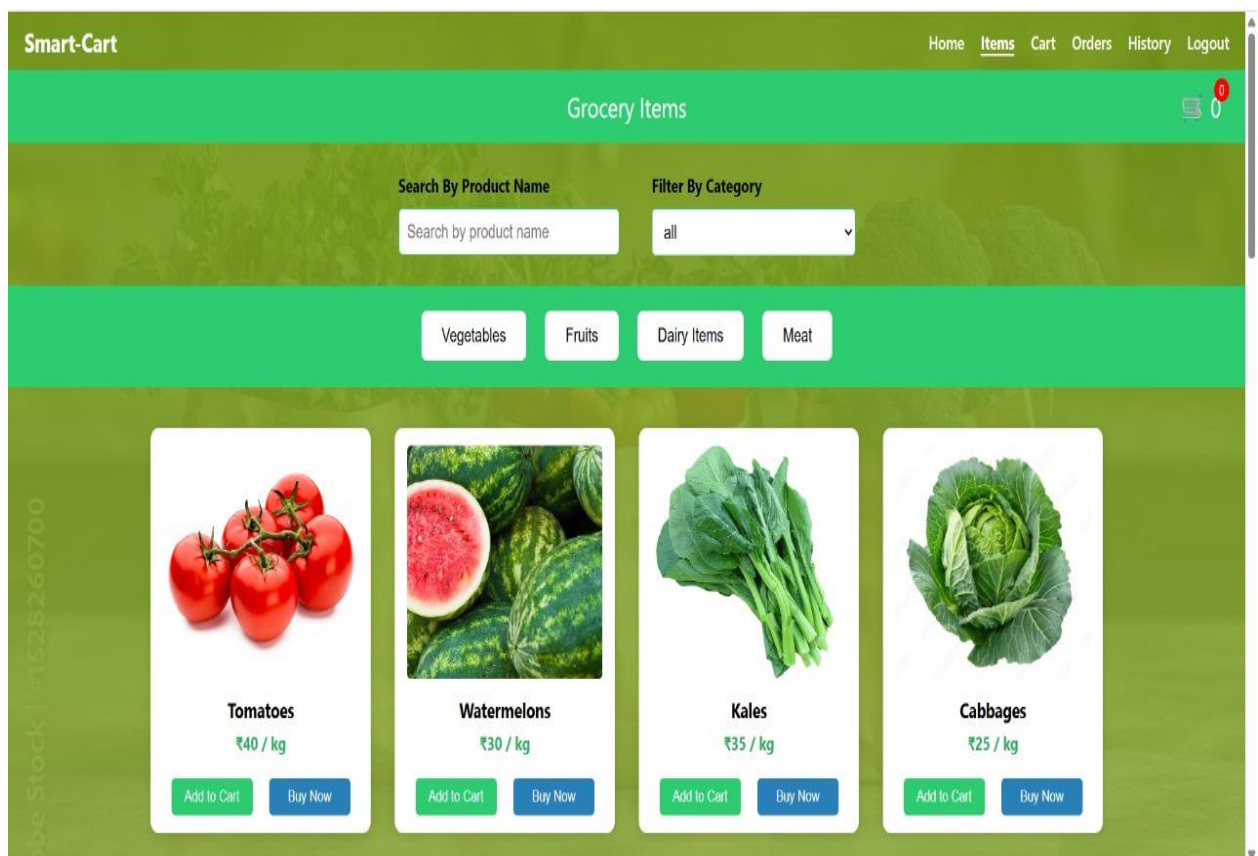 Smart-Cart Home Items Cart Orders History Logout
Grocery Items 0 0
Search By Product Name Filter By Category
Search by product name all
Vegetables Fruits Dairy Items Meat
Tomatoes Watermelons Kales Cabbages
₹40 / kg ₹30 / kg ₹35 / kg ₹25 / kg
Add to Cart Buy Now Add to Cart Buy Now Add to Cart Buy Now Add to Cart Buy Now
obe Stock | #1528260700